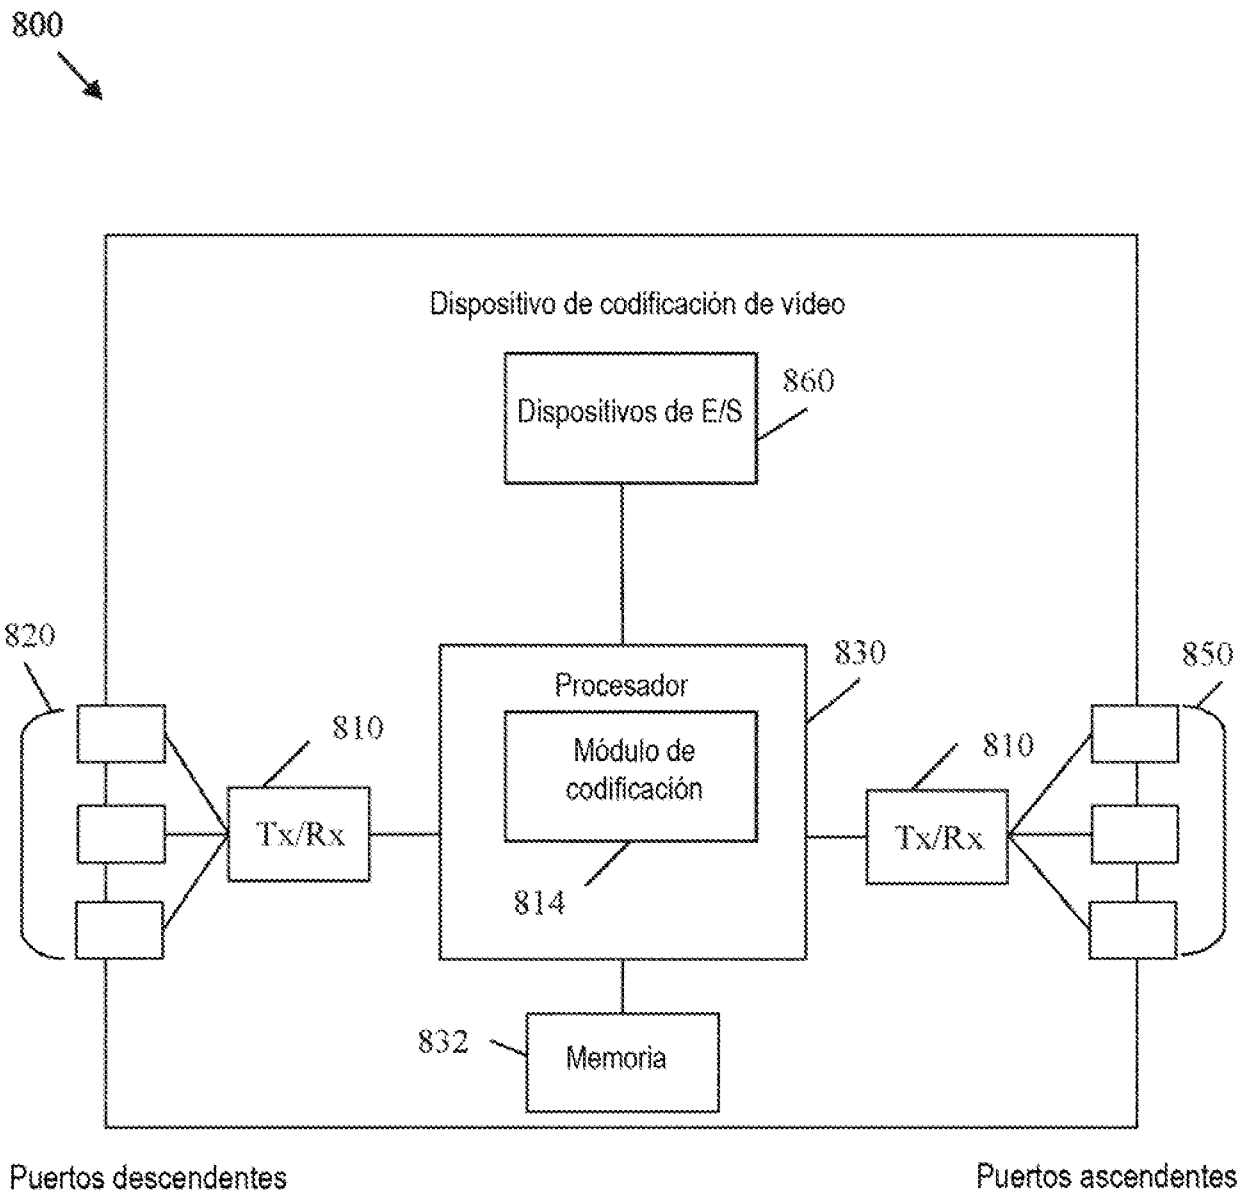 800
Dispositivo de codificación de vídeo
Dispositivos de E/S
860
820
830
850
Procesador
810
Módulo de
codificación
810
Tx/Rx
Tx/Rx
814
832
Memoria
Puertos descendentes
Puertos ascendentes